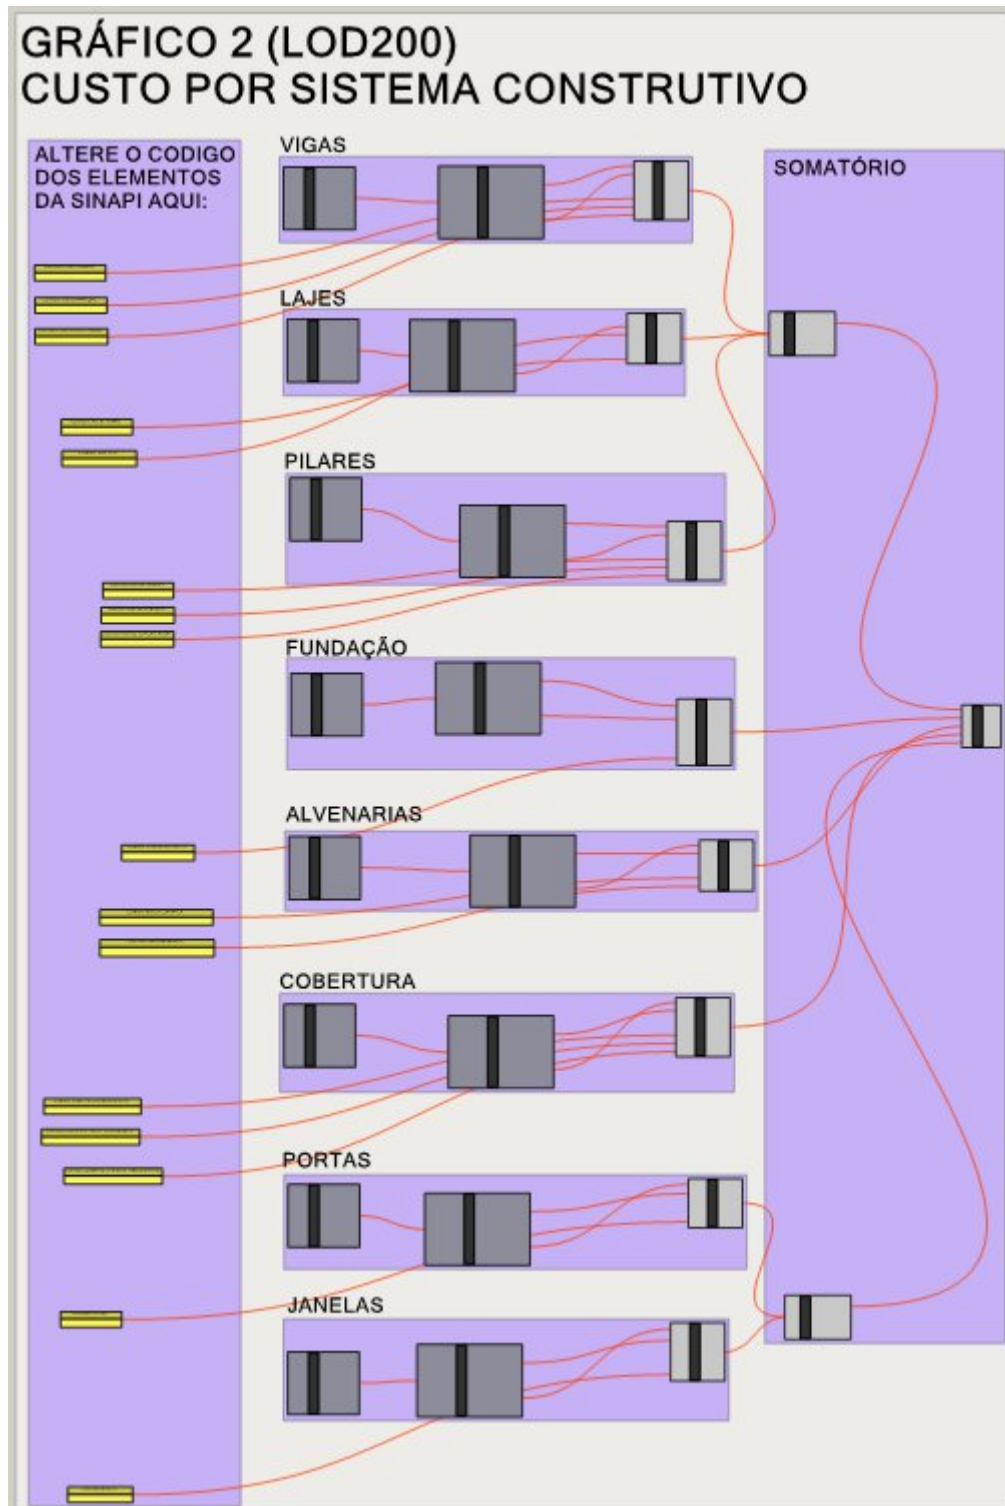 GRÁFICO 2 (LOD200)
CUSTO POR SISTEMA CONSTRUTIVO
ALTERE O CODIGO
DOS ELEMENTOS
DA SINAPI AQUI:
VIGAS
SOMATÓRIO
LAJES
PILARES
FUNDAÇÃO
ALVENARIAS
COBERTURA
PORTAS
JANELAS